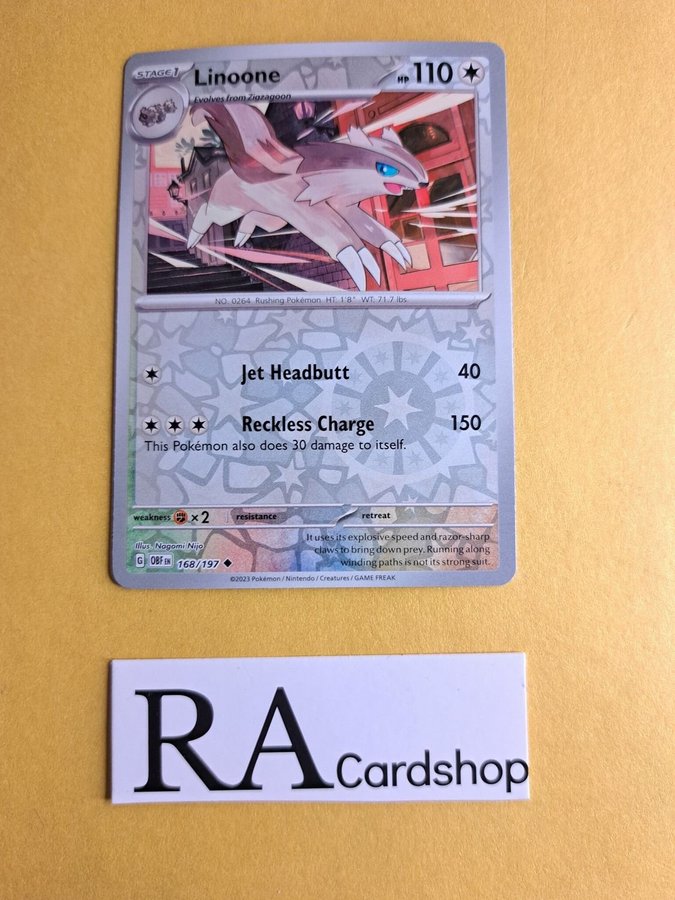 STAGE 1 Linoone HP 110
Evolves from Zigzagoon
NO. 0264 Rushing Pokémon HT: 1'8" WT: 71.7 lbs
Jet Headbutt 40
Reckless Charge 150
This Pokémon also does 30 damage to itself.
weakness ×2 resistance retreat
Illus. Nagomi Nijo
It uses its explosive speed and razor-sharp
claws to bring down prey. Running along
winding paths is not its strong suit.
G OBF EN 168/197
©2023 Pokémon / Nintendo / Creatures / GAME FREAK
RA Cardshop